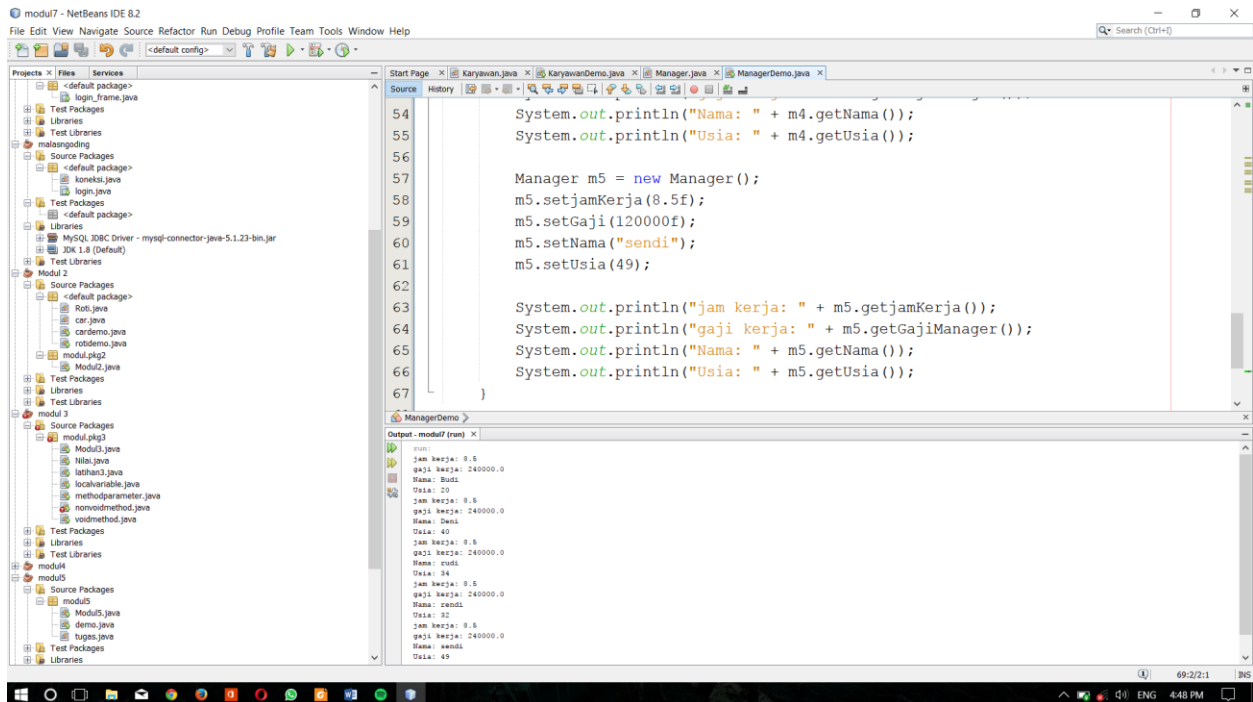 modul7 - NetBeans IDE 8.2
File Edit View Navigate Source Refactor Run Debug Profile Team Tools Window Help
Search (Ctrl+I)
<default config>
Projects Files Services
<default package>
login_frame.java
Test Packages
Libraries
Test Libraries
malasngoding
Source Packages
<default package>
koneksi.java
login.java
Test Packages
<default package>
Libraries
MySQL JDBC Driver - mysql-connector-java-5.1.23-bin.jar
JDK 1.8 (Default)
Test Libraries
Modul 2
Source Packages
<default package>
Roti.java
car.java
cardemo.java
rotidemo.java
modul.pkg2
Modul2.java
Test Packages
Libraries
Test Libraries
modul 3
Source Packages
modul.pkg3
Modul3.java
Nilai.java
latihan3.java
localvariable.java
methodparameter.java
nonvoidmethod.java
voidmethod.java
Test Packages
Libraries
Test Libraries
modul4
modul5
Source Packages
modul5
Modul5.java
demo.java
tugas.java
Test Packages
Libraries
Start Page Karyawan.java KaryawanDemo.java Manager.java ManagerDemo.java
Source History
54 System.out.println("Nama: " + m4.getNama());
55 System.out.println("Usia: " + m4.getUsia());
56
57 Manager m5 = new Manager();
58 m5.setjamKerja(8.5f);
59 m5.setGaji(120000f);
60 m5.setNama("sendi");
61 m5.setUsia(49);
62
63 System.out.println("jam kerja: " + m5.getjamKerja());
64 System.out.println("gaji kerja: " + m5.getGajiManager());
65 System.out.println("Nama: " + m5.getNama());
66 System.out.println("Usia: " + m5.getUsia());
67 }
ManagerDemo
Output - modul7 (run)
run:
jam kerja: 8.5
gaji kerja: 240000.0
Nama: Budi
Usia: 20
jam kerja: 8.5
gaji kerja: 240000.0
Nama: Deni
Usia: 40
jam kerja: 8.5
gaji kerja: 240000.0
Nama: rudi
Usia: 34
jam kerja: 8.5
gaji kerja: 240000.0
Nama: rendi
Usia: 32
jam kerja: 8.5
gaji kerja: 240000.0
Nama: sendi
Usia: 49
69:2/2:1 INS
ENG 4:48 PM